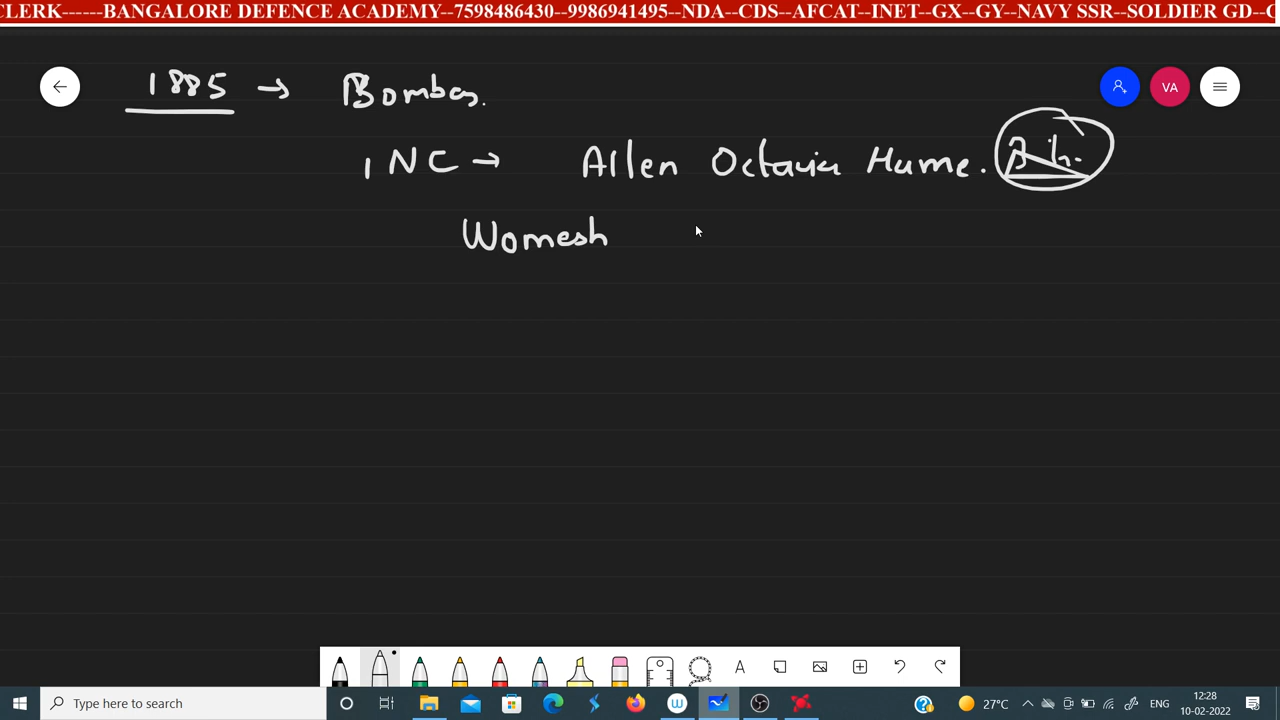 CLERK------BANGALORE DEFENCE ACADEMY--7598486430--9986941495--NDA--CDS--AFCAT--INET--GX--GY--NAVY SSR--SOLDIER GD--C
1885 → Bombay.
VA
INC → Allen Octavia Hume.
Womesh
A
Type here to search
27°C
ENG
12:28
10-02-2022